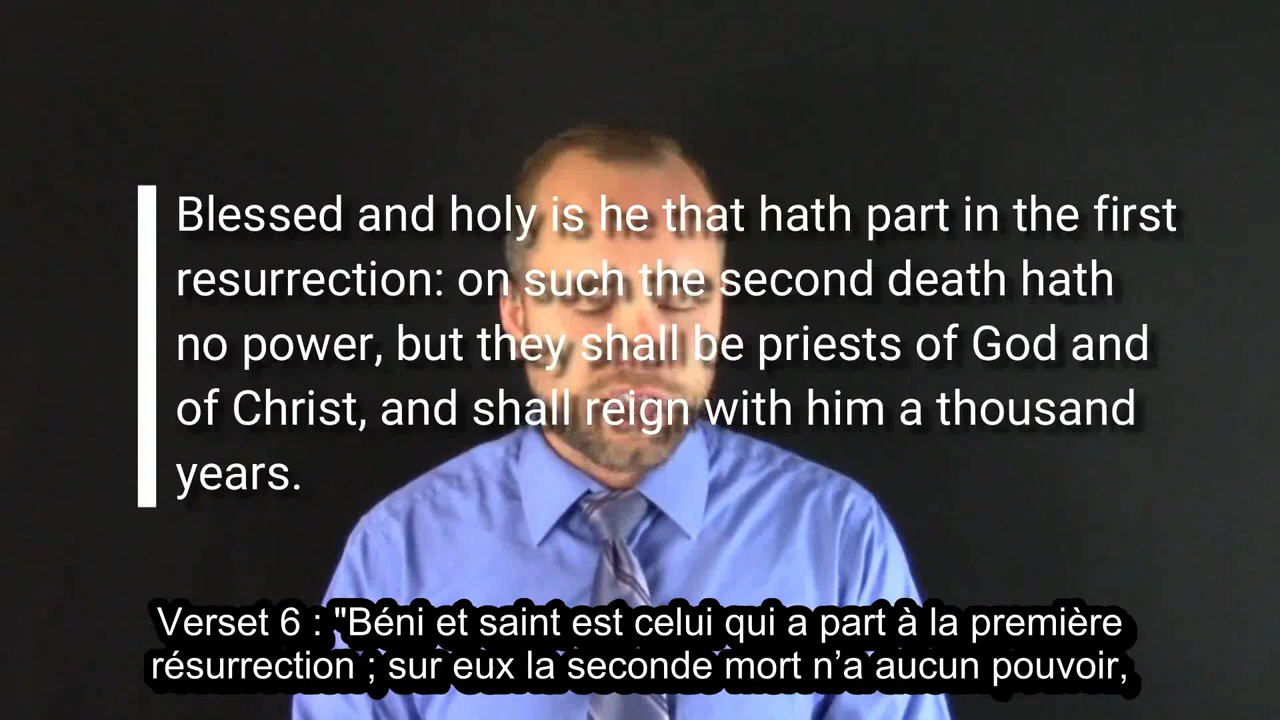 Blessed and holy is he that hath part in the first
resurrection: on such the second death hath
no power, but they shall be priests of God and
of Christ, and shall reign with him a thousand
years.
Verset 6 : "Béni et saint est celui qui a part à la première
résurrection ; sur eux la seconde mort n’a aucun pouvoir,